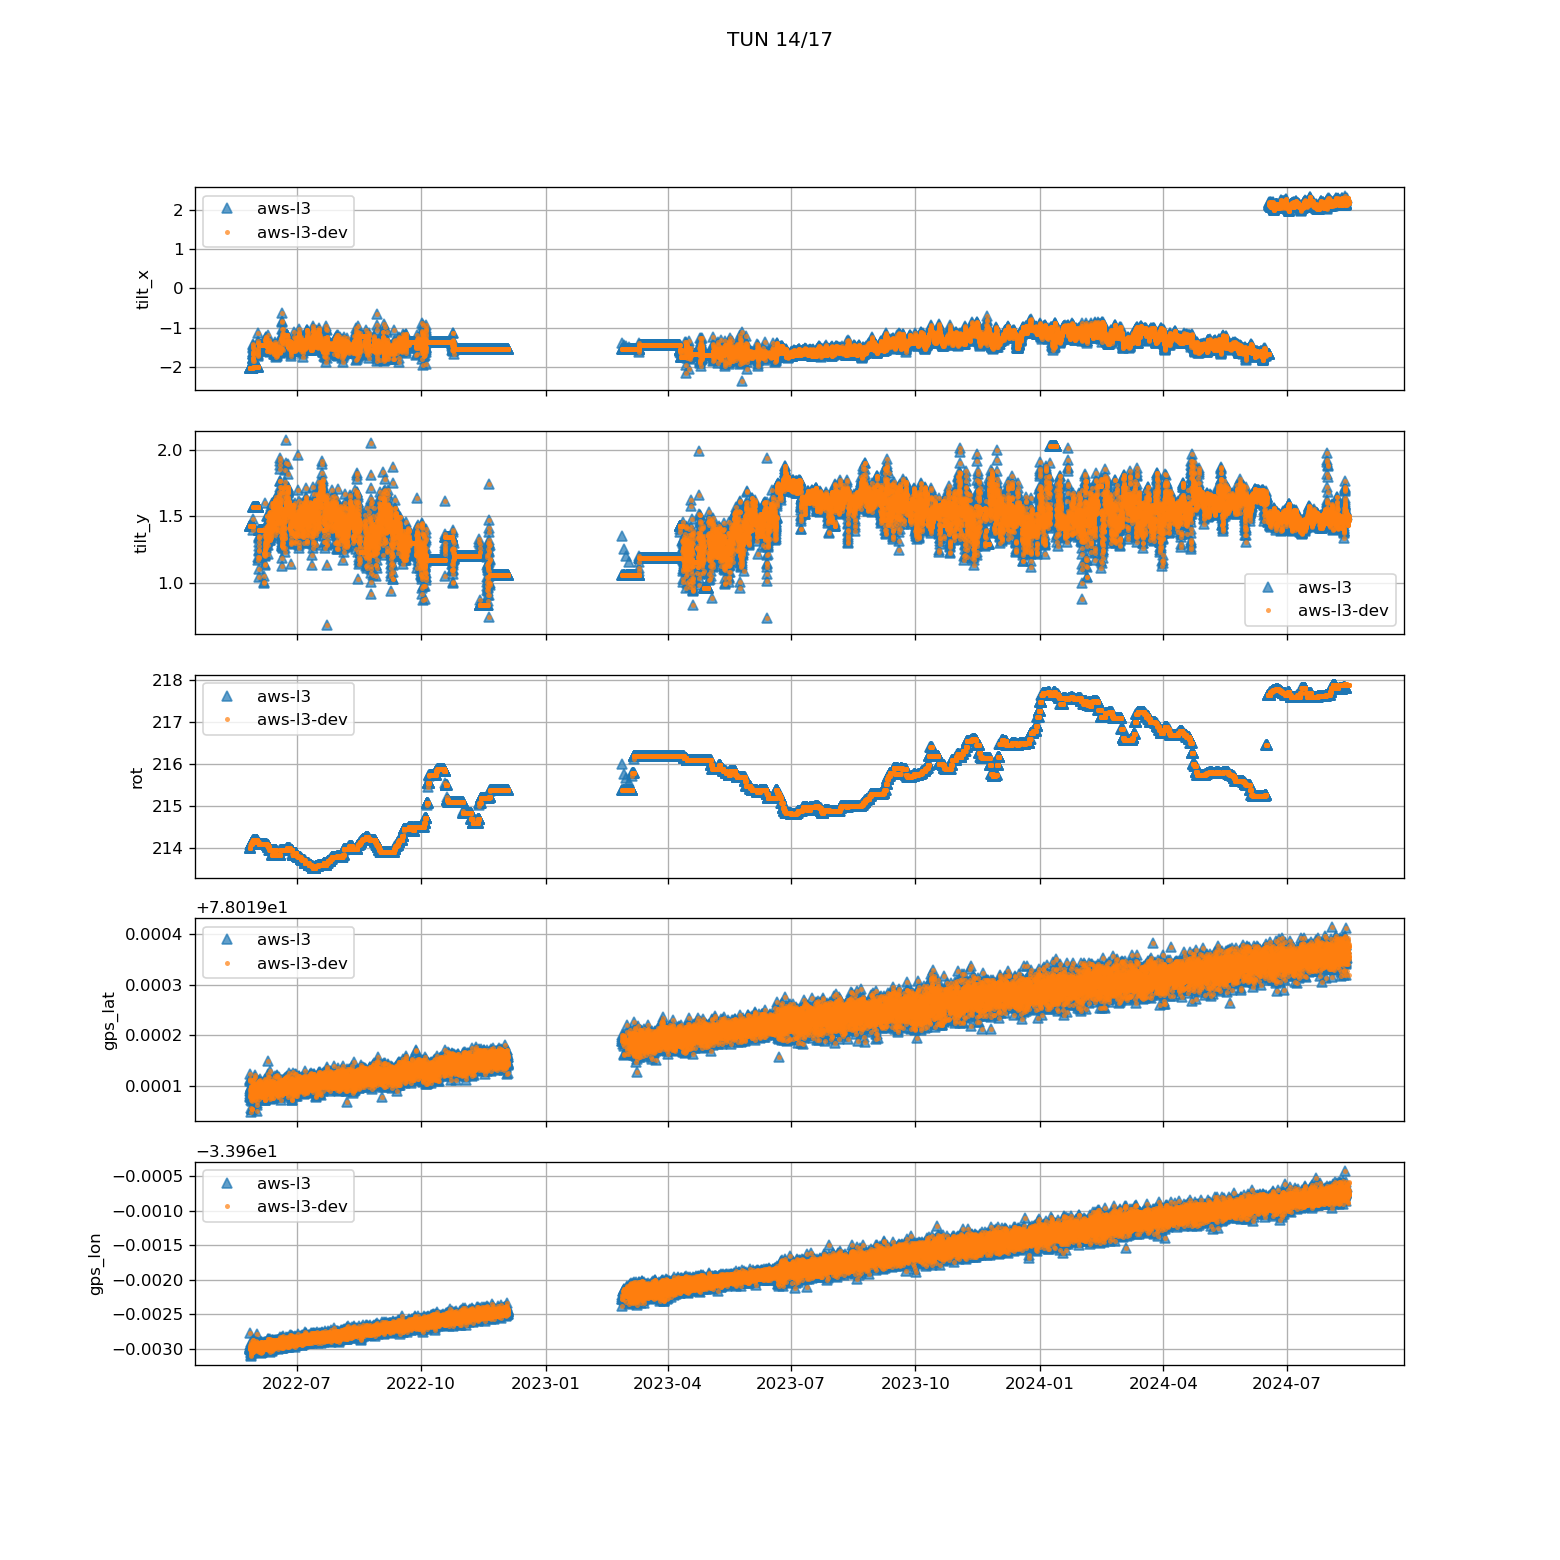 TUN 14/17
2
1
0
−1
−2
tilt_x
aws-l3
aws-l3-dev
2.0
1.5
1.0
tilt_y
aws-l3
aws-l3-dev
218
217
216
215
214
rot
aws-l3
aws-l3-dev
+7.8019e1
0.0004
0.0003
0.0002
0.0001
gps_lat
aws-l3
aws-l3-dev
−3.396e1
−0.0005
−0.0010
−0.0015
−0.0020
−0.0025
−0.0030
gps_lon
aws-l3
aws-l3-dev
2022-07 2022-10 2023-01 2023-04 2023-07 2023-10 2024-01 2024-04 2024-07